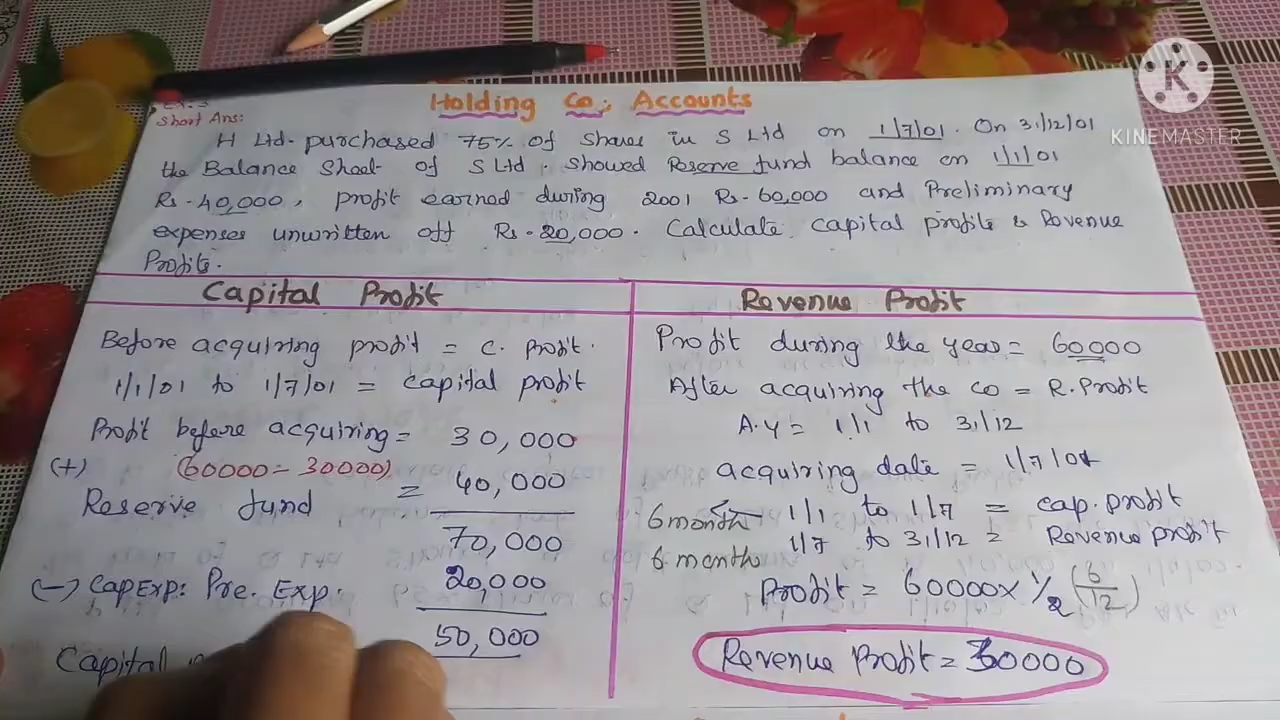 Holding Co, Accounts
Short Ans:
H Ltd. purchased 75% of Shares in S Ltd on 1/7/01. On 31/12/01
the Balance Sheet of S Ltd. Showed Reserve fund balance on 1/1/01
Rs. 40,000, profit earned during 2001 Rs. 60,000 and Preliminary
expenses unwritten off Rs. 20,000. Calculate capital profits & Revenue
Profits.
Capital Profit
Before acquiring profit = C. Profit.
1/1/01 to 1/7/01 = capital profit
Profit before acquiring = 30,000
(+) (60000 - 30000)
Reserve fund = 40,000
70,000
(-) Cap Exp: Pre. Exp. 20,000
50,000
Capital
Revenue Profit
Profit during the year = 60000
After acquiring the co = R. Profit
A.Y = 1/1 to 31/12
acquiring date = 1/7/01
6 month ← 1/1 to 1/7 = cap. profit
6 month 1/7 to 31/12 = Revenue profit
Profit = 60000 x 1/2 (6/12)
Revenue Profit = 30000
K
KINEMASTER